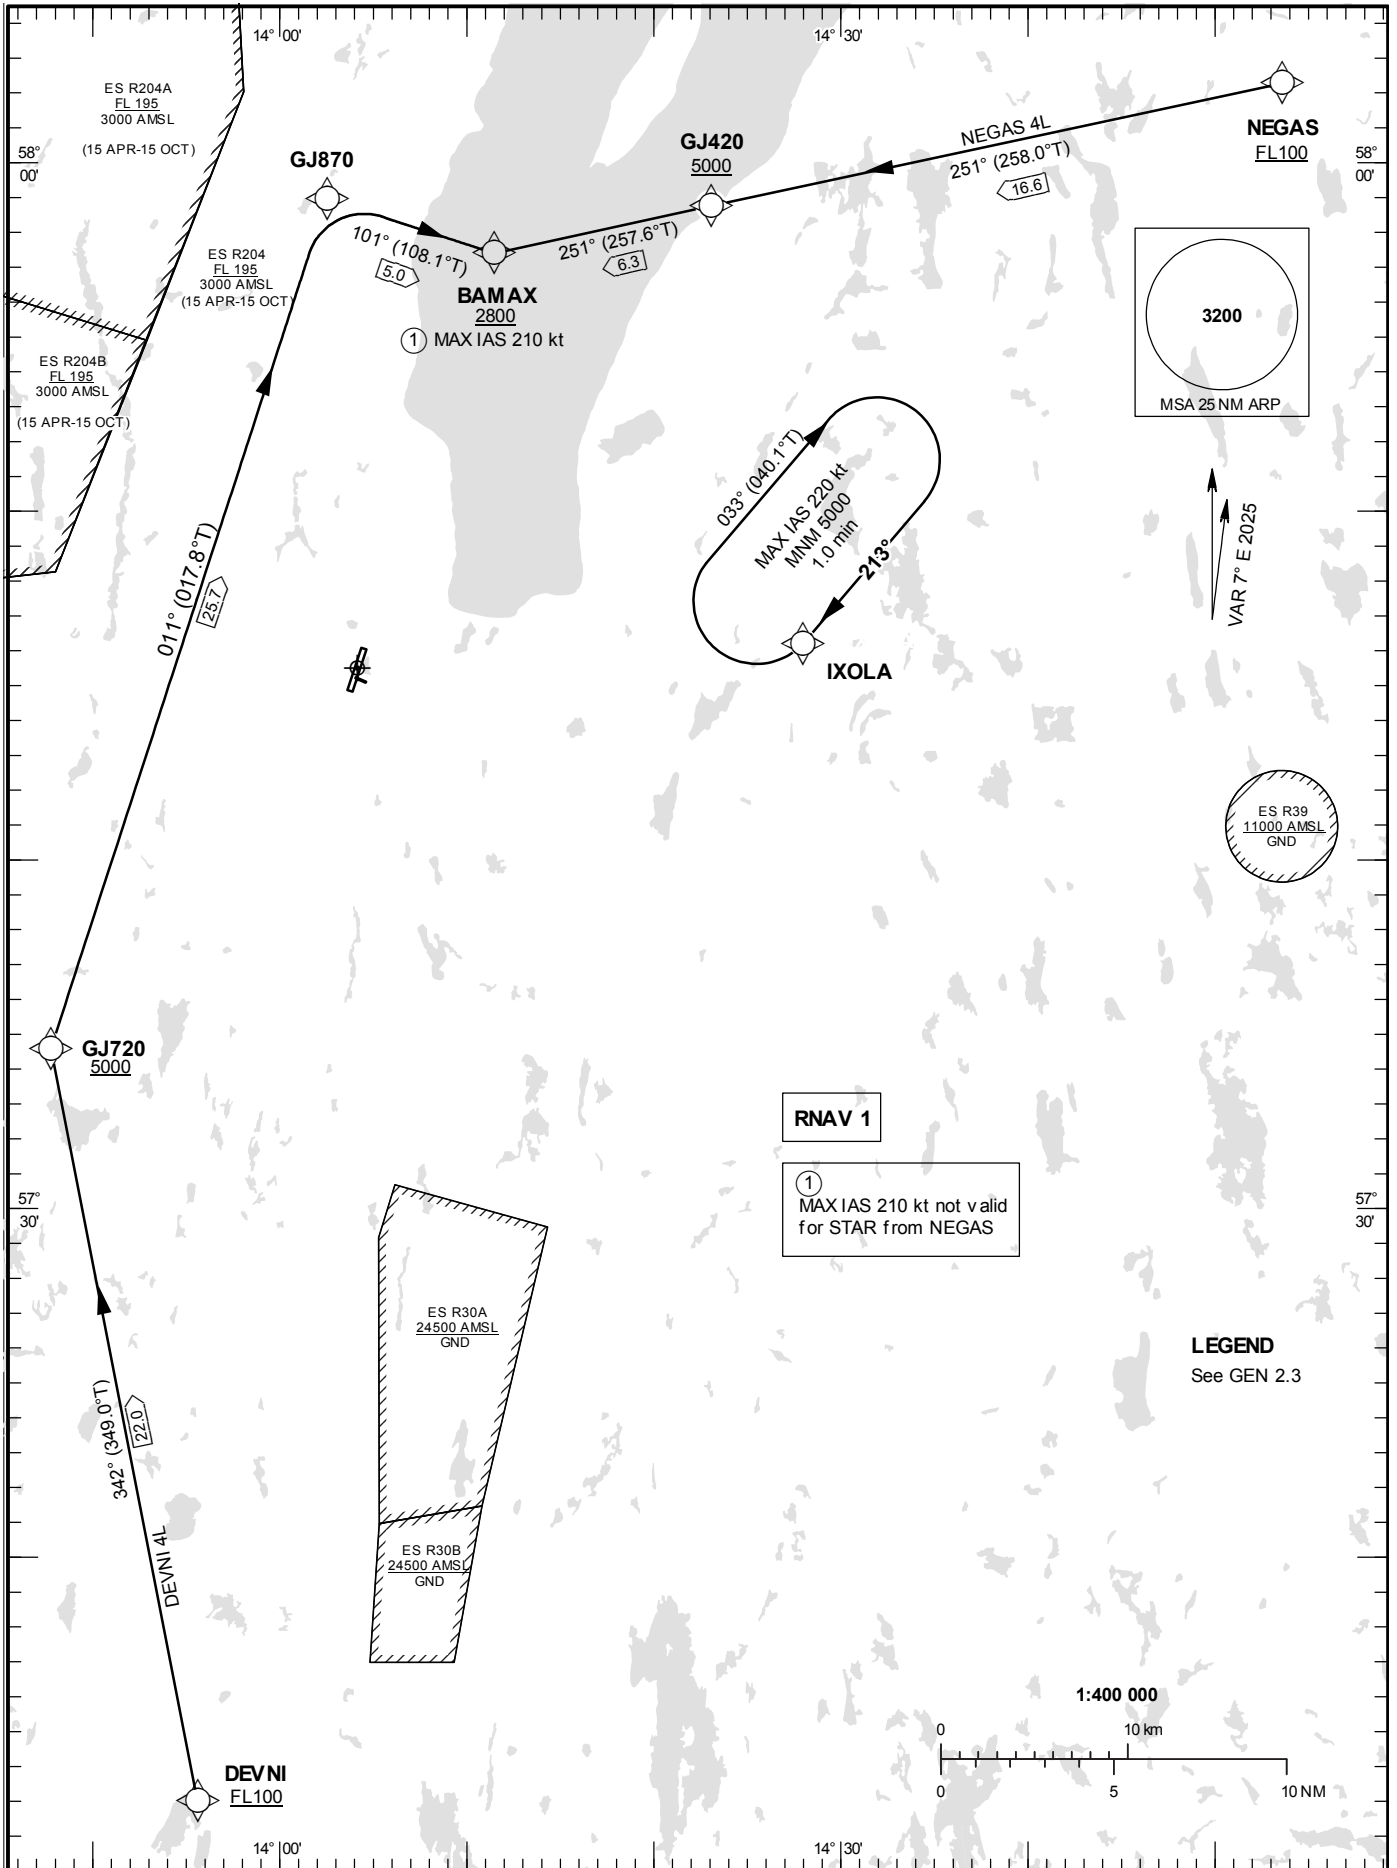 14° 00'
14° 30'
ES R204A
FL 195
3000 AMSL
(15 APR-15 OCT)
58°
00'
GJ870
GJ420
5000
NEGAS 4L
251° (258.0°T)
16.6
NEGAS
FL100
58°
00'
ES R204
FL 195
3000 AMSL
(15 APR-15 OCT)
101° (108.1°T)
5.0
251° (257.6°T)
6.3
BAMAX
2800
1 MAX IAS 210 kt
3200
MSA 25 NM ARP
ES R204B
FL 195
3000 AMSL
(15 APR-15 OCT)
033° (040.1°T)
MAX IAS 220 kt
MNM 5000
1.0 min
213°
IXOLA
VAR 7° E 2025
011° (017.8°T)
25.7
ES R39
11000 AMSL
GND
GJ720
5000
RNAV 1
1
MAX IAS 210 kt not valid
for STAR from NEGAS
57°
30'
57°
30'
ES R30A
24500 AMSL
GND
LEGEND
See GEN 2.3
342° (349.0°T)
22.0
DEVNI 4L
ES R30B
24500 AMSL
GND
DEVNI
FL100
1:400 000
0 10 km
0 5 10 NM
14° 00'
14° 30'